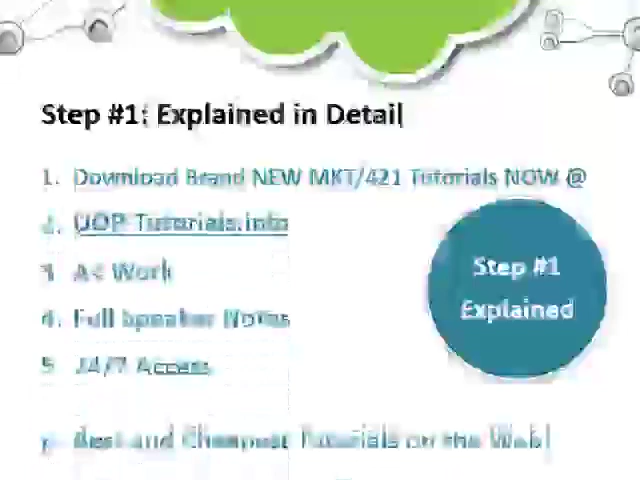 Step #1: Explained in Detail
1. Download Brand NEW MKT/421 Tutorials NOW @
2. UOP Tutorials.info
3. A+ Work
4. Full Speaker Notes
5. 24/7 Access
Best and Cheapest Tutorials on the Web!
Step #1
Explained